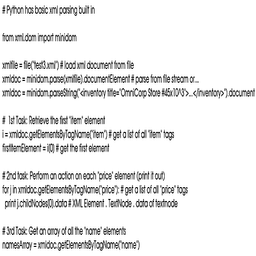 # Python has basic xml parsing built in
from xml.dom import minidom
xmlfile = file("test3.xml") # load xml document from file
xmldoc = minidom.parse(xmlfile).documentElement # parse from file stream or...
xmldoc = minidom.parseString("<inventory title="OmniCorp Store #45x10^3">...</inventory>").documentElement
# 1st Task: Retrieve the first "item" element
i = xmldoc.getElementsByTagName("item") # get a list of all "item" tags
firstItemElement = i[0] # get the first element
# 2nd task: Perform an action on each "price" element (print it out)
for j in xmldoc.getElementsByTagName("price"): # get a list of all "price" tags
print j.childNodes[0].data # XML Element . TextNode . data of textnode
# 3rd Task: Get an array of all the "name" elements
namesArray = xmldoc.getElementsByTagName("name")